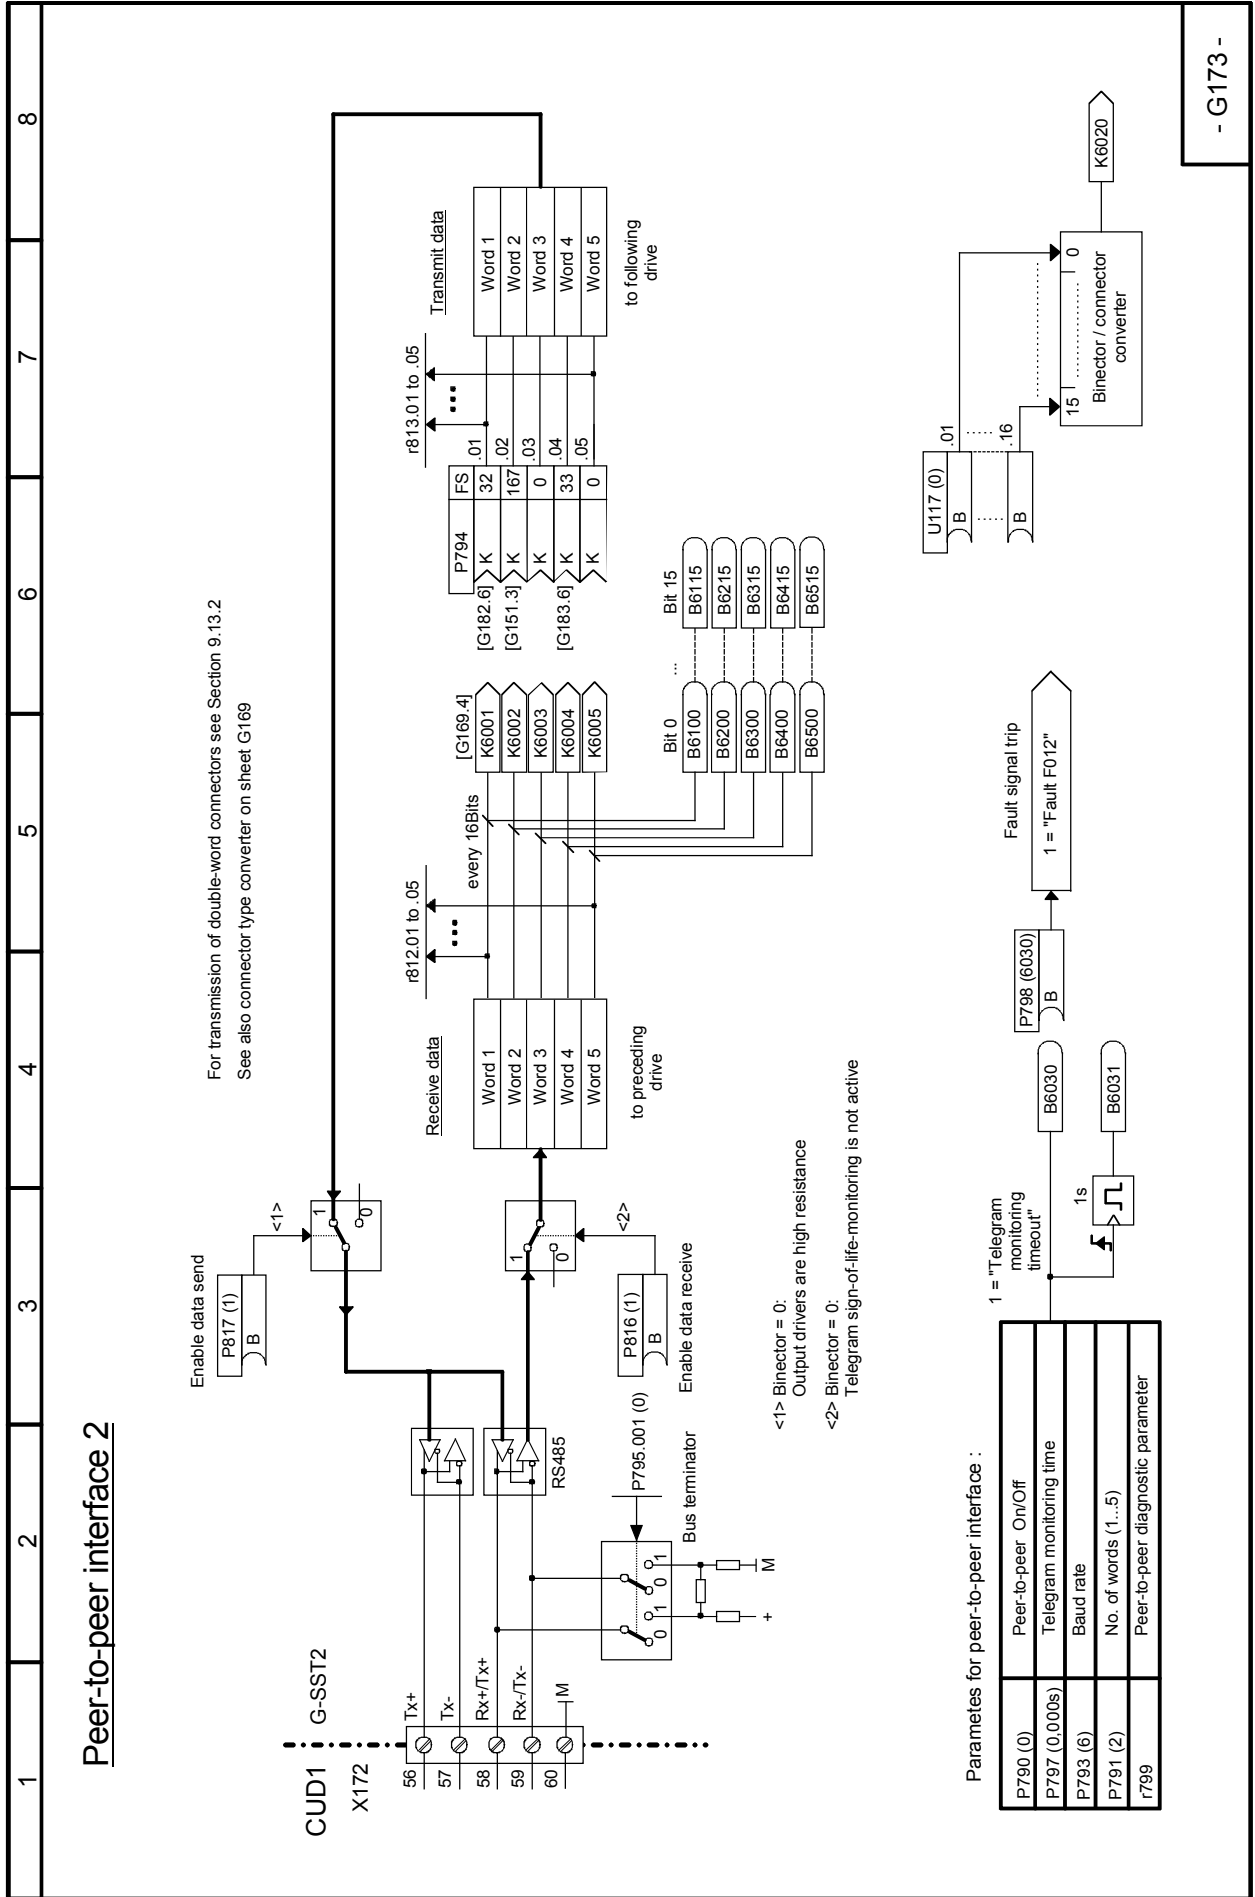 1 2 3 4 5 6 7 8
Peer-to-peer interface 2
For transmission of double-word connectors see Section 9.13.2
See also connector type converter on sheet G169
CUD1
G-SST2
X172
56 Tx+
57 Tx-
58 Rx+/Tx+
59 Rx-/Tx-
60 M
RS485
P795.001 (0)
Bus terminator
0 1 0 1
+ M
Enable data send
P817 (1)
B
<1>
1
0
1
0
<2>
P816 (1)
B
Enable data receive
<1> Binector = 0:
Output drivers are high resistance
<2> Binector = 0:
Telegram sign-of-life-monitoring is not active
Receive data
Word 1
Word 2
Word 3
Word 4
Word 5
to preceding
drive
r812.01 to .05
every 16Bits
[G169.4]
K6001
K6002
K6003
K6004
K6005
Bit 0 ... Bit 15
B6100 B6115
B6200 B6215
B6300 B6315
B6400 B6415
B6500 B6515
P794 FS
[G182.6] K 32 .01
[G151.3] K 167 .02
K 0 .03
[G183.6] K 33 .04
K 0 .05
r813.01 to .05
Transmit data
Word 1
Word 2
Word 3
Word 4
Word 5
to following
drive
Parametes for peer-to-peer interface :
P790 (0) Peer-to-peer On/Off
P797 (0,000s) Telegram monitoring time
P793 (6) Baud rate
P791 (2) No. of words (1...5)
r799 Peer-to-peer diagnostic parameter
1 = "Telegram
monitoring
timeout"
1s
B6030
B6031
P798 (6030)
B
Fault signal trip
1 = "Fault F012"
U117 (0)
B .01
B .16
15 0
Binector / connector
converter
K6020
- G173 -